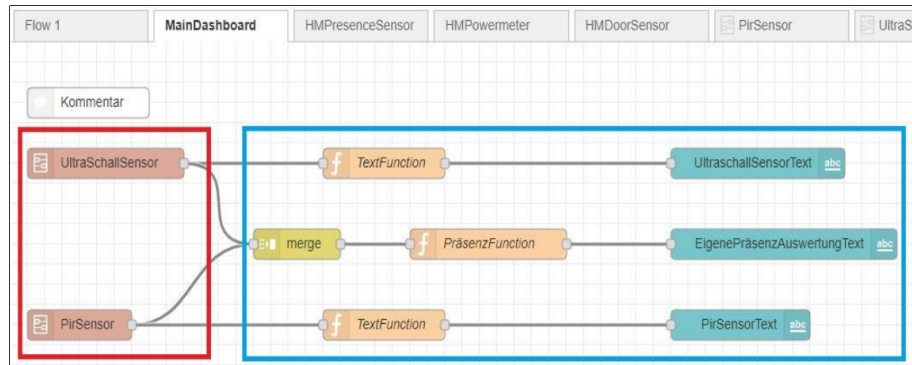 Flow 1
MainDashboard
HMPresenceSensor
HMPowermeter
HMDoorSensor
PirSensor
UltraS
Kommentar
UltraSchallSensor
f TextFunction
UltraschallSensorText abc
merge
f PräsenzFunction
EigenePräsenzAuswertungText abc
PirSensor
f TextFunction
PirSensorText abc